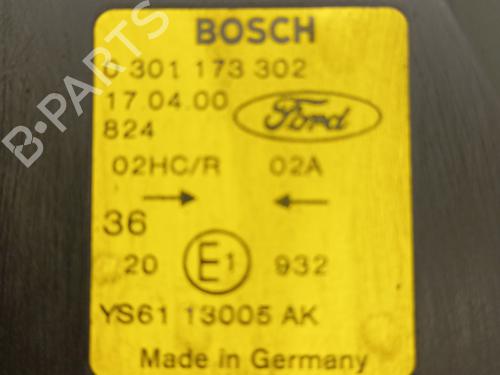 BOSCH
0 301 173 302
17.04.00
824
Ford
02HC/R 02A
36
20 E1 932
YS61 13005 AK
Made in Germany
B-PARTS